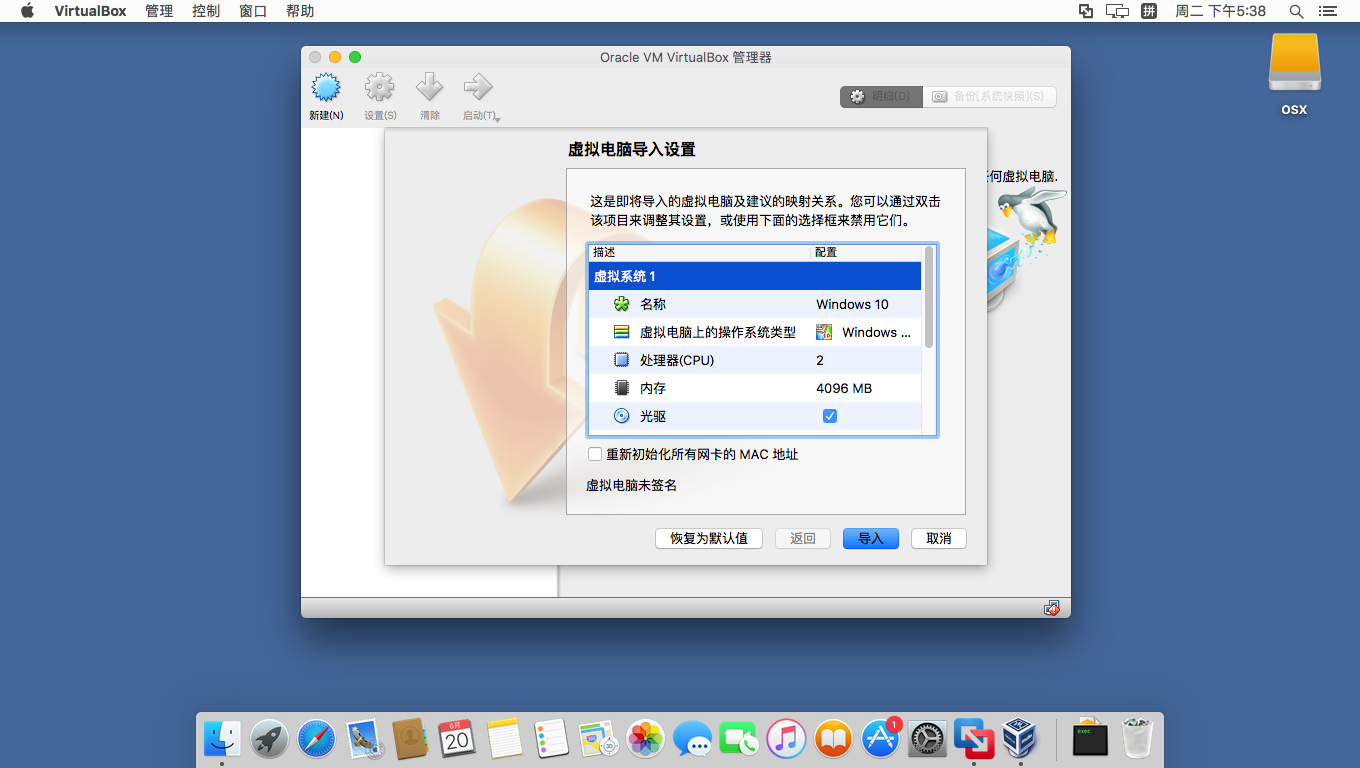 VirtualBox 管理 控制 窗口 帮助 拼 周二 下午5:38
Oracle VM VirtualBox 管理器
OSX
新建(N) 设置(S) 清除 启动(T)
明细(D) 备份[系统快照](S)
虚拟电脑导入设置
何虚拟电脑.
这是即将导入的虚拟电脑及建议的映射关系。您可以通过双击
该项目来调整其设置，或使用下面的选择框来禁用它们。
描述 配置
虚拟系统 1
名称 Windows 10
虚拟电脑上的操作系统类型 Windows ...
处理器(CPU) 2
内存 4096 MB
光驱
重新初始化所有网卡的 MAC 地址
虚拟电脑未签名
恢复为默认值 返回 导入 取消
6月
20
3D
1
exec